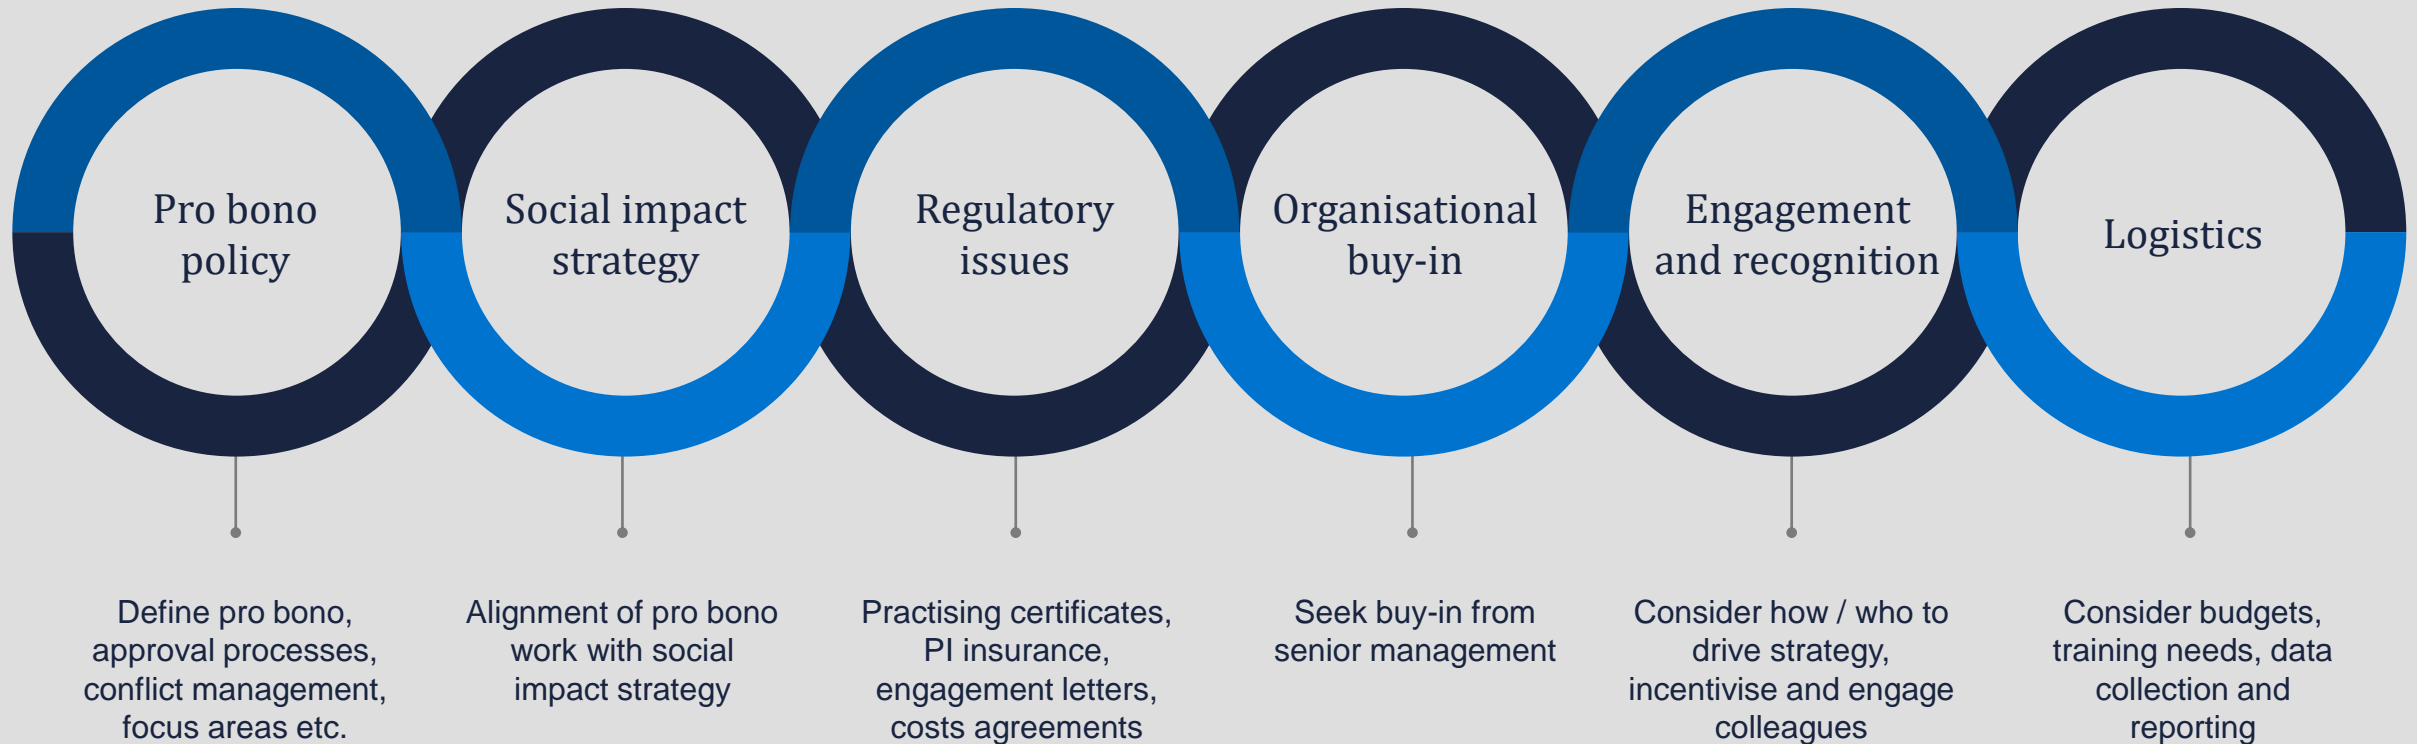 Pro bono
policy
Social impact
strategy
Regulatory
issues
Organisational
buy-in
Engagement
and recognition
Logistics
Define pro bono,
approval processes,
conflict management,
focus areas etc.
Alignment of pro bono
work with social
impact strategy
Practising certificates,
PI insurance,
engagement letters,
costs agreements
Seek buy-in from
senior management
Consider how / who to
drive strategy,
incentivise and engage
colleagues
Consider budgets,
training needs, data
collection and
reporting